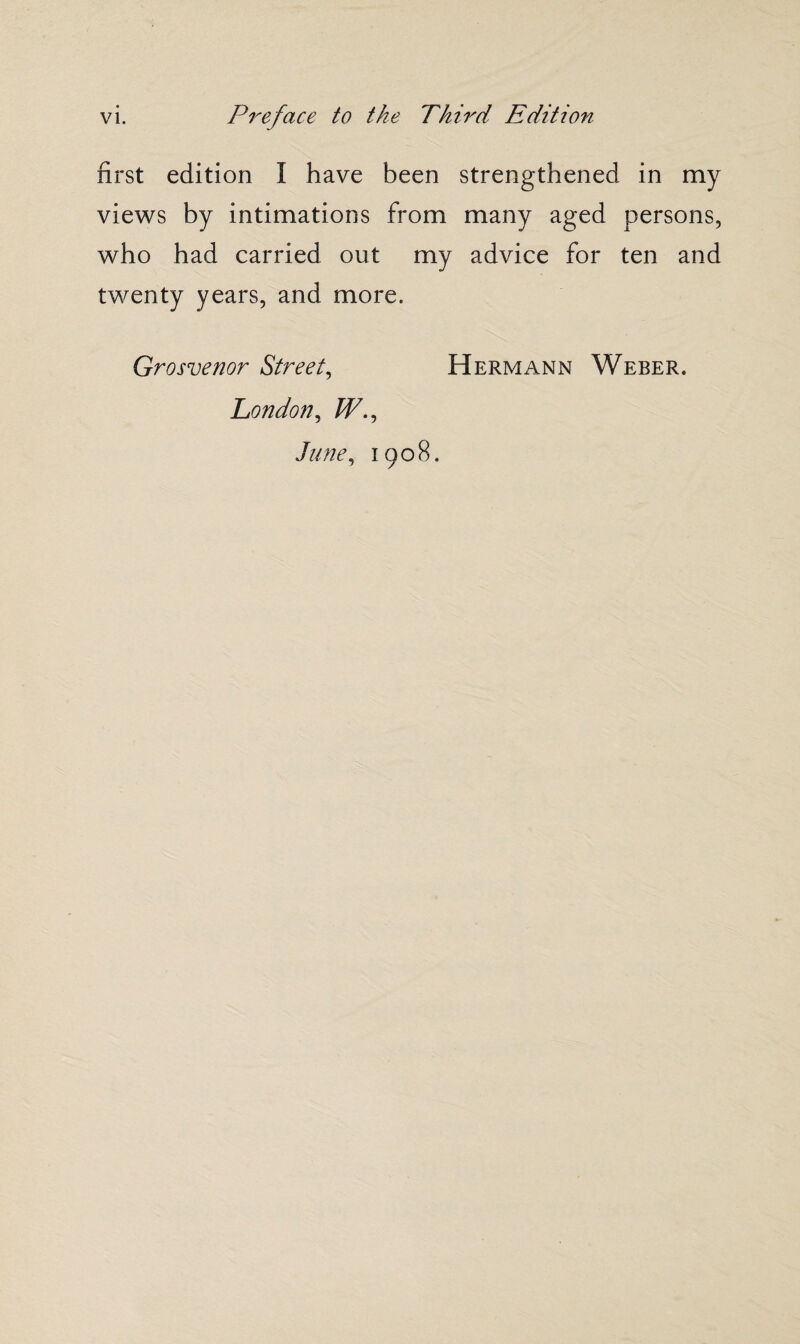 vi. Preface to the Third Edition
first edition I have been strengthened in my
views by intimations from many aged persons,
who had carried out my advice for ten and
twenty years, and more.
Grosvenor Street, Hermann Weber.
London, W.,
June, 1908.